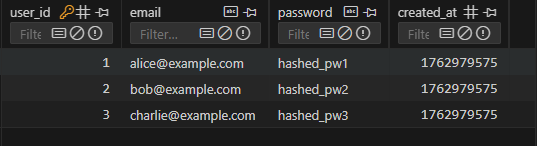 user_id email password created_at
Filte Filter... Filte Filte
1 alice@example.com hashed_pw1 1762979575
2 bob@example.com hashed_pw2 1762979575
3 charlie@example.com hashed_pw3 1762979575